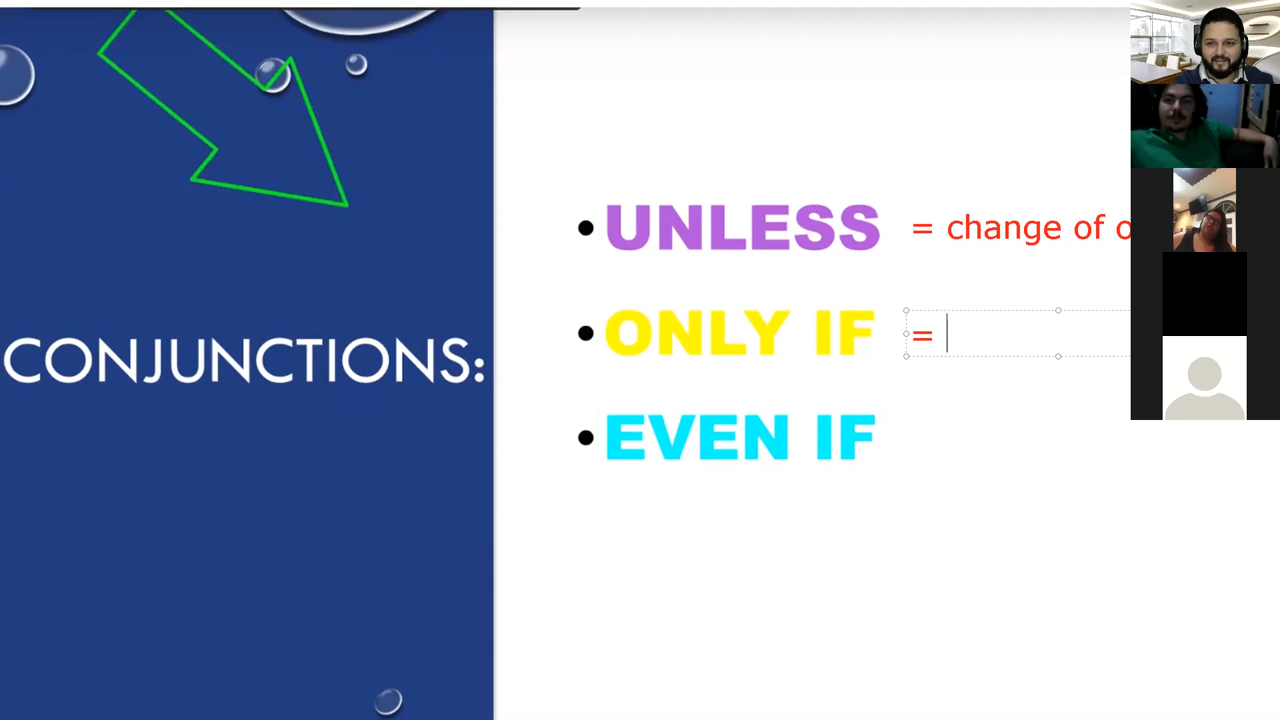 CONJUNCTIONS:
• UNLESS = change of
• ONLY IF =
• EVEN IF